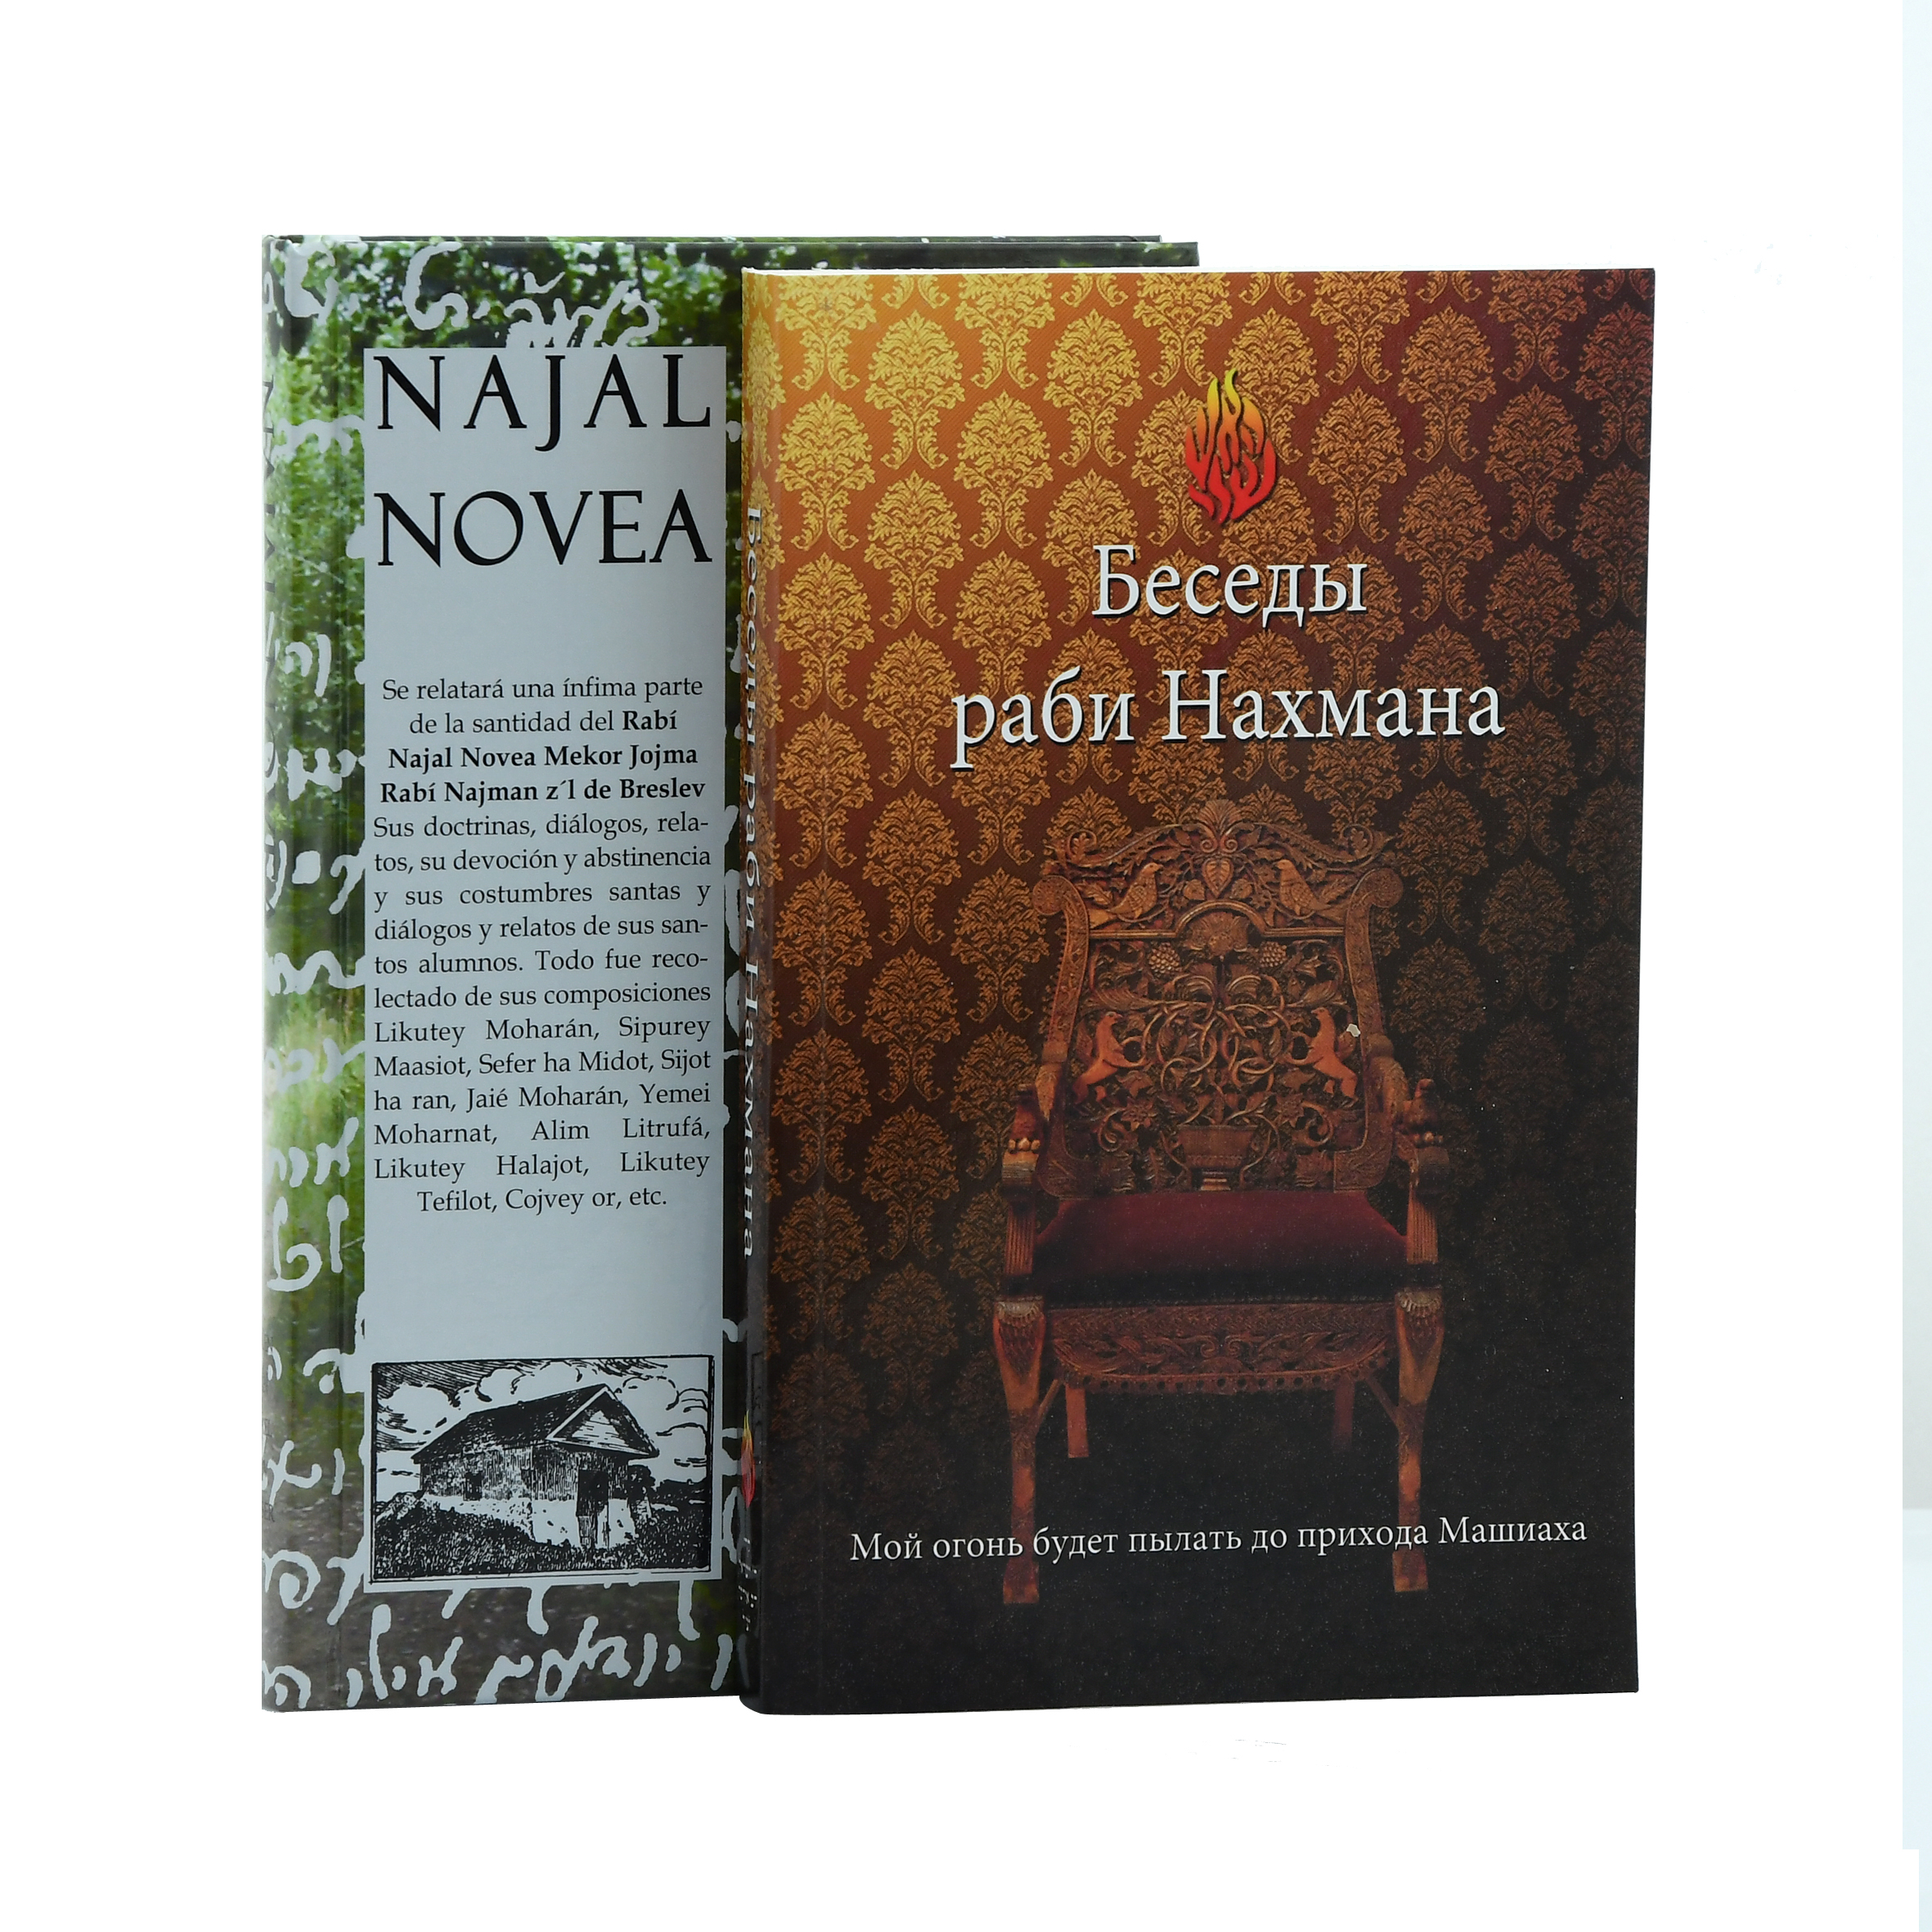 NAJAL
NOVEA
Se relatará una ínfima parte
de la santidad del Rabí
Najal Novea Mekor Jojma
Rabí Najman z´l de Breslev
Sus doctrinas, diálogos, rela-
tos, su devoción y abstinencia
y sus costumbres santas y
diálogos y relatos de sus san-
tos alumnos. Todo fue reco-
lectado de sus composiciones
Likutey Moharán, Sipurey
Maasiot, Sefer ha Midot, Sijot
ha ran, Jaié Moharán, Yemei
Moharnat, Alim Litrufá,
Likutey Halajot, Likutey
Tefilot, Cojvey or, etc.
Беседы раби Нахмана
Беседы
раби Нахмана
Мой огонь будет пылать до прихода Машиаха